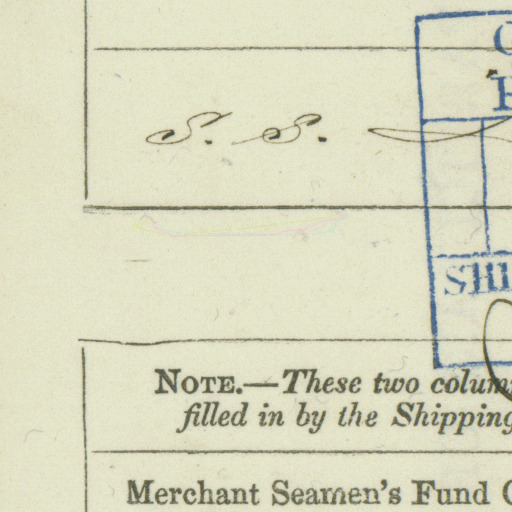 S. S.
SHI
NOTE.—These two colum
filled in by the Shipping
Merchant Seamen's Fund